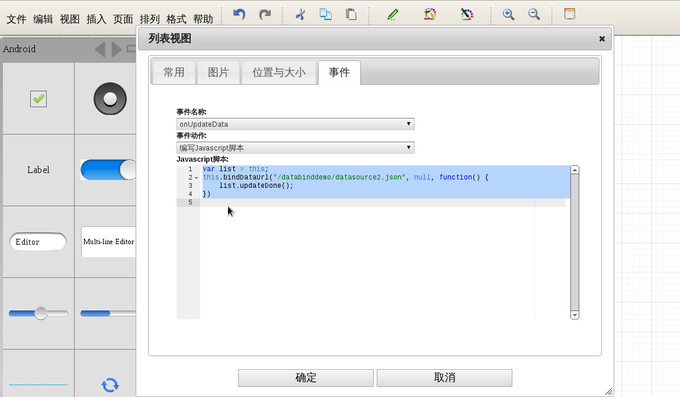 文件 编辑 视图 插入 页面 排列 格式 帮助
Android
Label
Editor
Multi-line Editor
列表视图
常用
图片
位置与大小
事件
事件名称:
onUpdateData
事件动作:
编写Javascript脚本
Javascript脚本:
1 var list = this;
2 this.bindDataUrl("/databinddemo/datasource2.json", null, function() {
3 list.updateDone();
4 })
5
确定
取消